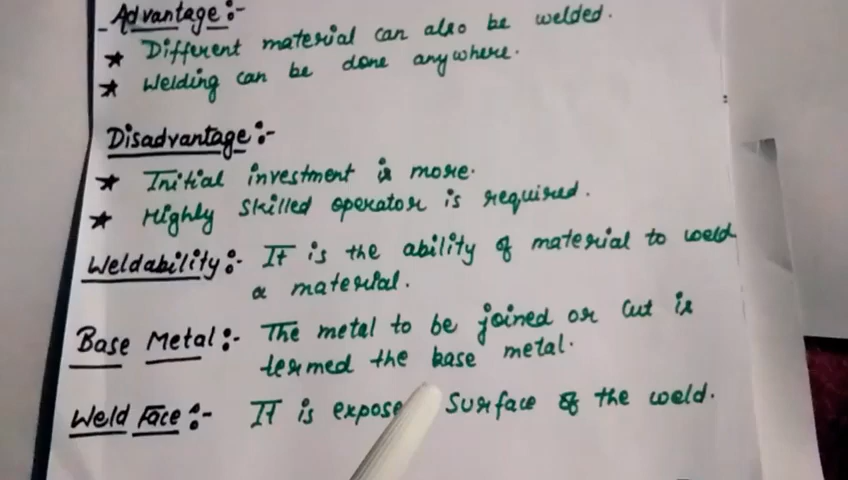 Advantage:-
★ Different material can also be welded.
★ Welding can be done anywhere.
Disadvantage:-
★ Initial investment is more.
★ Highly skilled operator is required.
Weldability:- It is the ability of material to weld
a material.
Base Metal:- The metal to be joined or cut is
termed the base metal.
Weld Face:- It is expose surface of the weld.